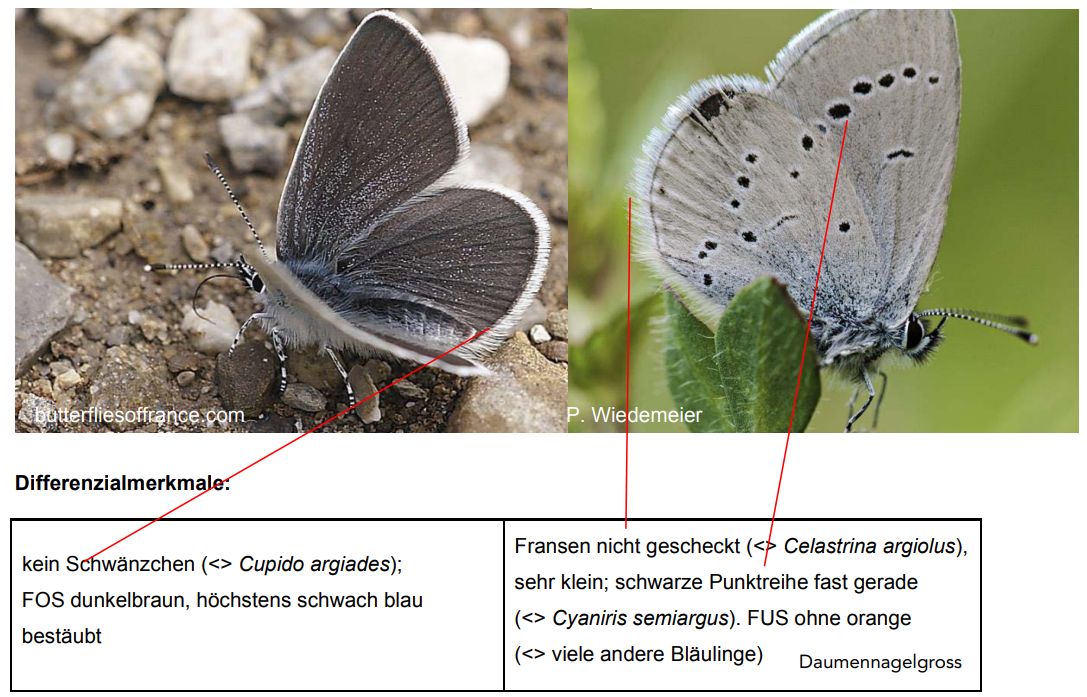 butterfliesoffrance.com
P. Wiedemeier
Differenzialmerkmale:
kein Schwänzchen (<> Cupido argiades);
FOS dunkelbraun, höchstens schwach blau
bestäubt
Fransen nicht gescheckt (<> Celastrina argiolus),
sehr klein; schwarze Punktreihe fast gerade
(<> Cyaniris semiargus). FUS ohne orange
(<> viele andere Bläulinge)
Daumennagelgross